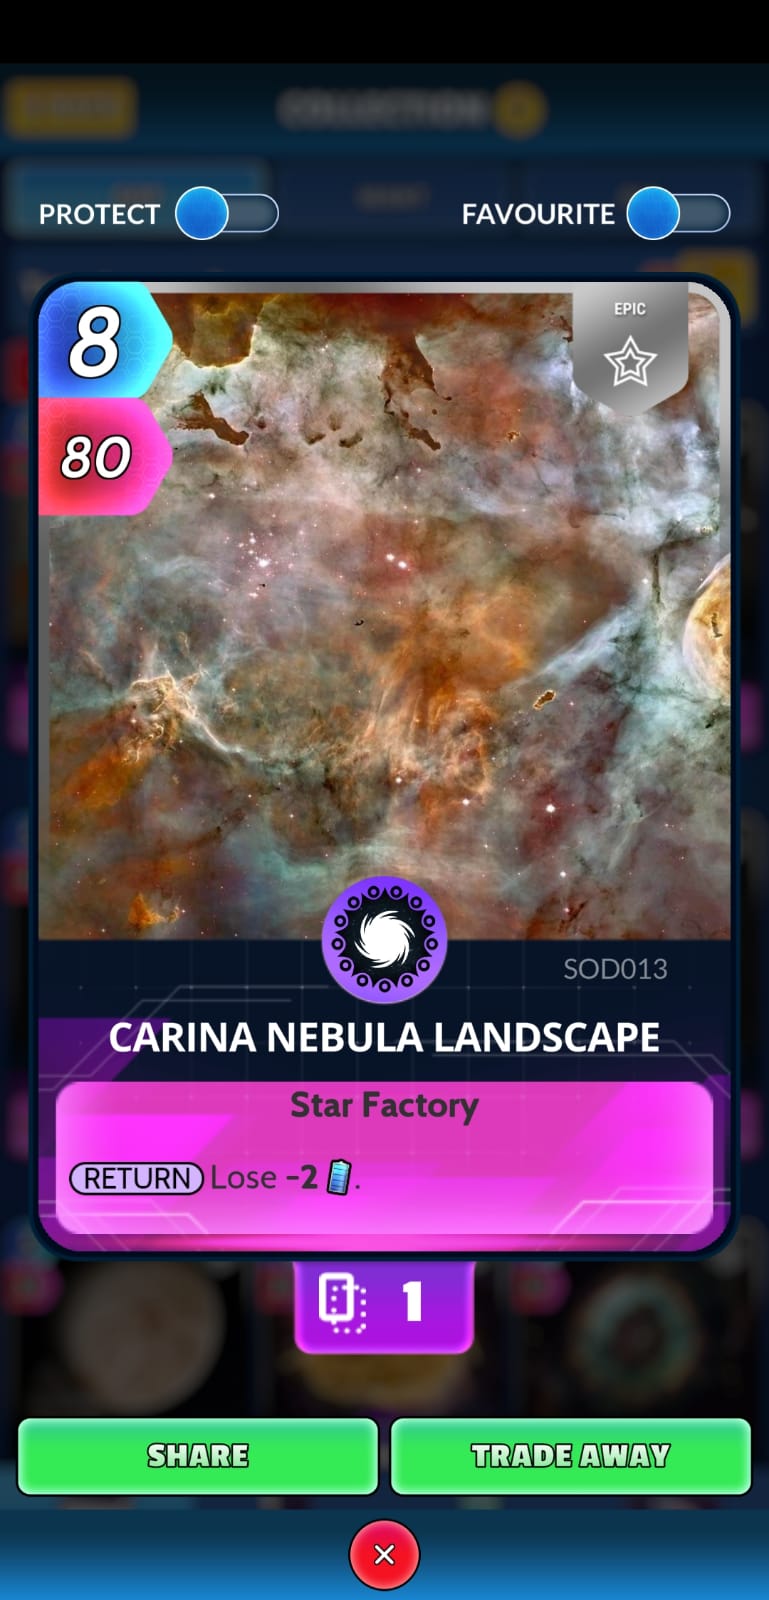 PROTECT
FAVOURITE
8
EPIC
80
SOD013
CARINA NEBULA LANDSCAPE
Star Factory
RETURN Lose -2 .
1
SHARE
TRADE AWAY